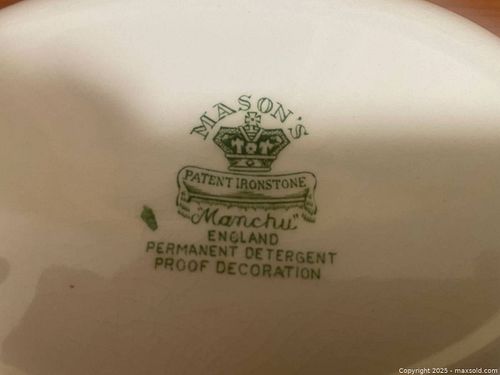 MASON'S
PATENT IRONSTONE
"Manchu"
ENGLAND
PERMANENT DETERGENT
PROOF DECORATION
Copyright © 2025 - maxsold.com